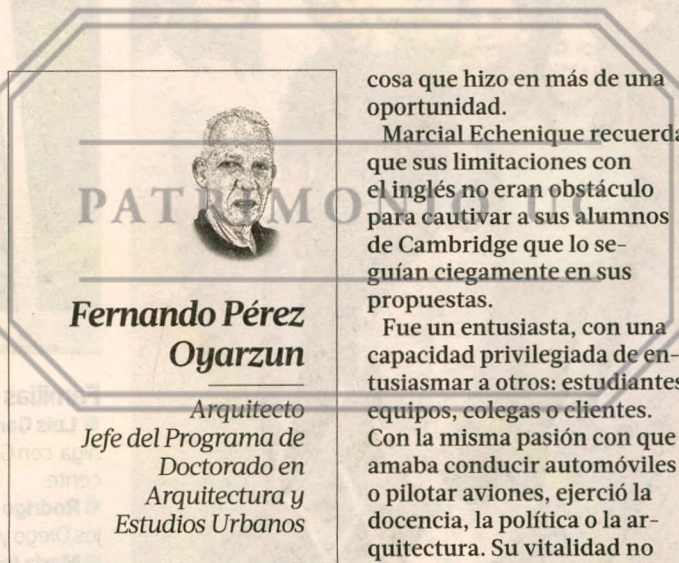 PATRIMONIO UC
Fernando Pérez
Oyarzun
Arquitecto
Jefe del Programa de
Doctorado en
Arquitectura y
Estudios Urbanos
cosa que hizo en más de una
oportunidad.
Marcial Echenique recuerda
que sus limitaciones con
el inglés no eran obstáculo
para cautivar a sus alumnos
de Cambridge que lo se-
guían ciegamente en sus
propuestas.
Fue un entusiasta, con una
capacidad privilegiada de en-
tusiasmar a otros: estudiantes
equipos, colegas o clientes.
Con la misma pasión con que
amaba conducir automóviles
o pilotar aviones, ejerció la
docencia, la política o la ar-
quitectura. Su vitalidad no